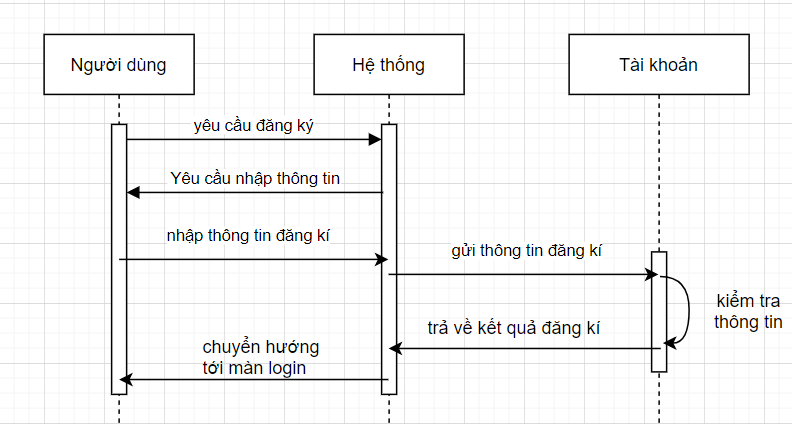 Người dùng
Hệ thống
Tài khoản
yêu cầu đăng ký
Yêu cầu nhập thông tin
nhập thông tin đăng kí
gửi thông tin đăng kí
kiểm tra
thông tin
trả về kết quả đăng kí
chuyển hướng
tới màn login